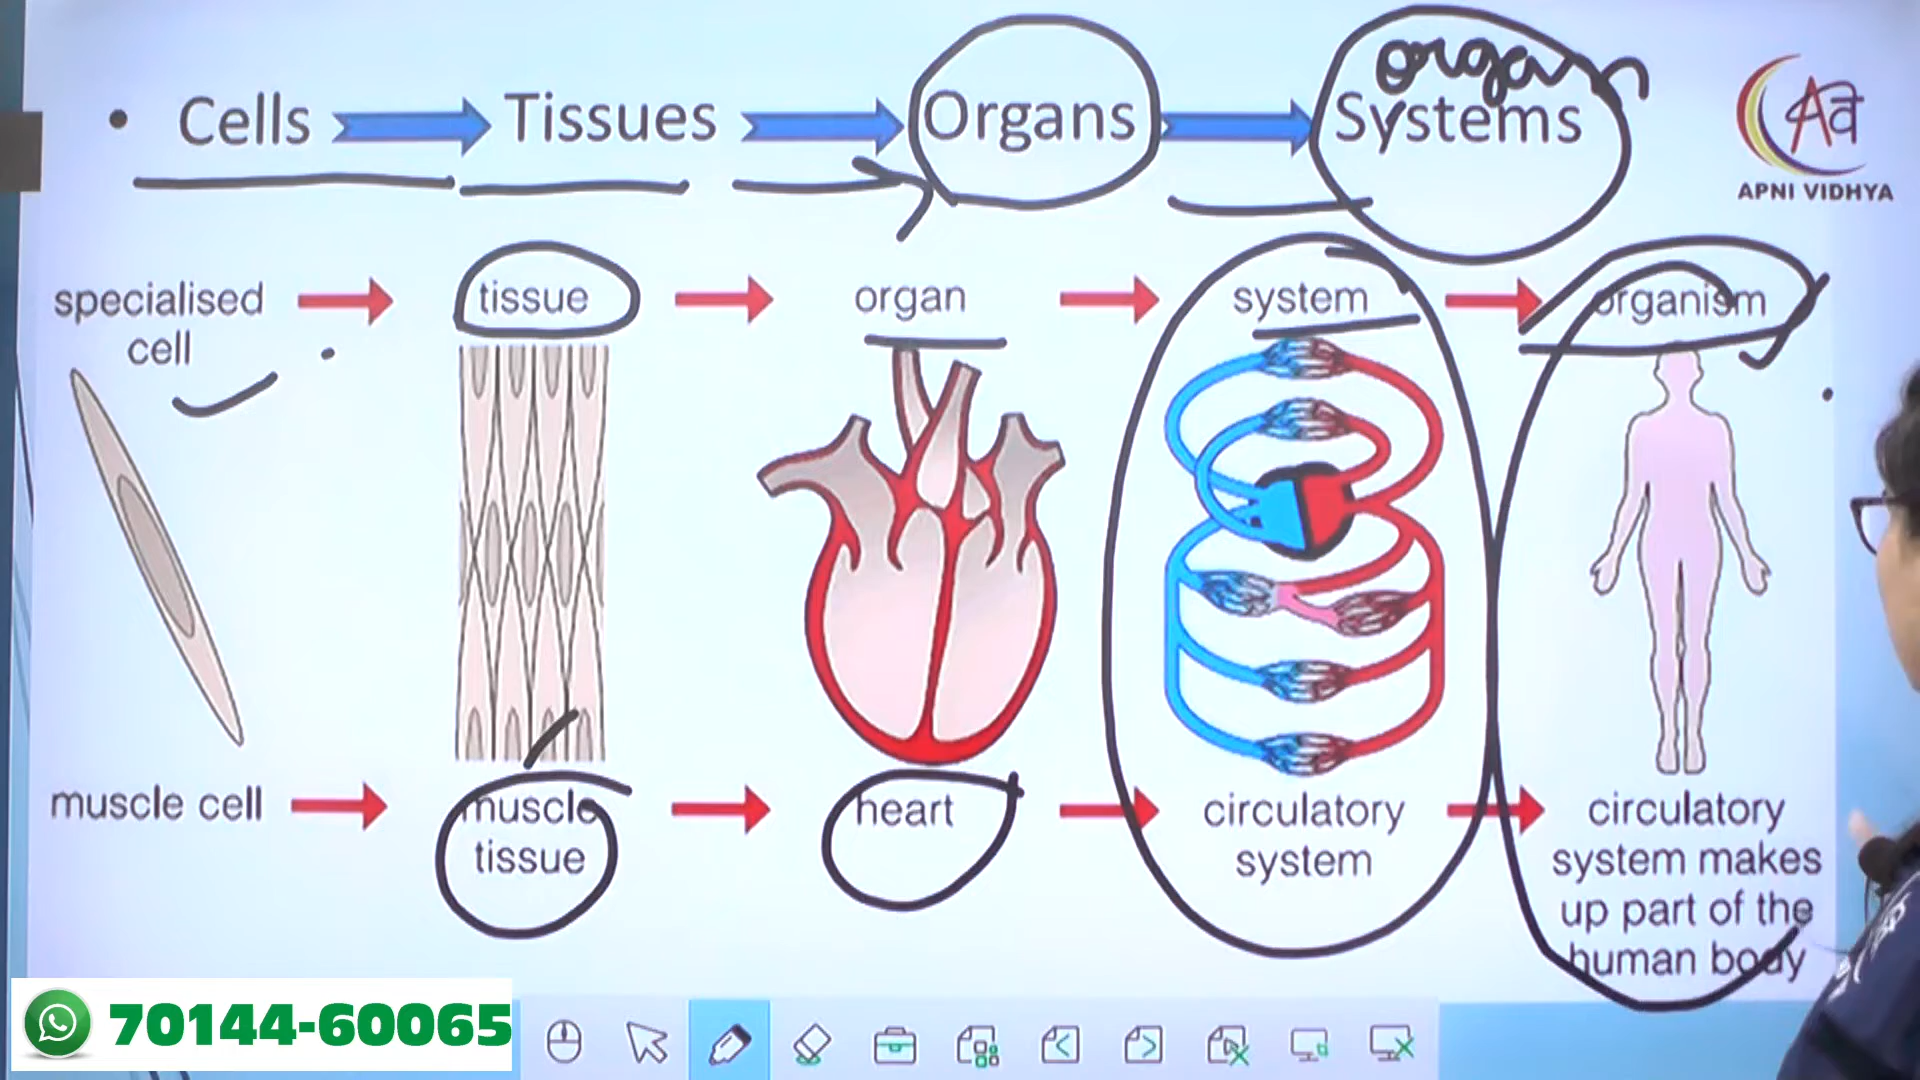 organ
• Cells Tissues Organs Systems
Aवि
APNI VIDHYA
specialised cell
tissue
organ
system
organism
muscle cell
muscle tissue
heart
circulatory system
circulatory
system makes
up part of the
human body
70144-60065